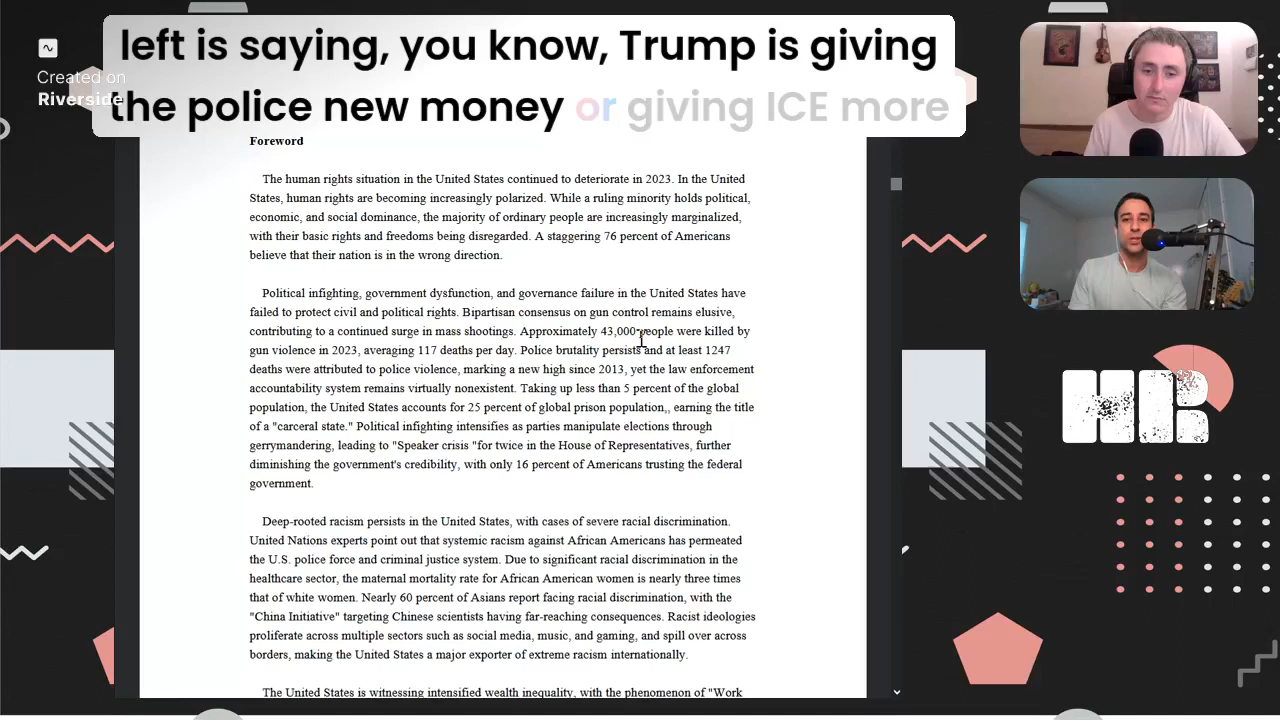 left is saying, you know, Trump is giving
the police new money or giving ICE more
Created on
Riverside
Foreword
The human rights situation in the United States continued to deteriorate in 2023. In the United
States, human rights are becoming increasingly polarized. While a ruling minority holds political,
economic, and social dominance, the majority of ordinary people are increasingly marginalized,
with their basic rights and freedoms being disregarded. A staggering 76 percent of Americans
believe that their nation is in the wrong direction.
Political infighting, government dysfunction, and governance failure in the United States have
failed to protect civil and political rights. Bipartisan consensus on gun control remains elusive,
contributing to a continued surge in mass shootings. Approximately 43,000 people were killed by
gun violence in 2023, averaging 117 deaths per day. Police brutality persists and at least 1247
deaths were attributed to police violence, marking a new high since 2013, yet the law enforcement
accountability system remains virtually nonexistent. Taking up less than 5 percent of the global
population, the United States accounts for 25 percent of global prison population,, earning the title
of a "carceral state." Political infighting intensifies as parties manipulate elections through
gerrymandering, leading to "Speaker crisis "for twice in the House of Representatives, further
diminishing the government's credibility, with only 16 percent of Americans trusting the federal
government.
Deep-rooted racism persists in the United States, with cases of severe racial discrimination.
United Nations experts point out that systemic racism against African Americans has permeated
the U.S. police force and criminal justice system. Due to significant racial discrimination in the
healthcare sector, the maternal mortality rate for African American women is nearly three times
that of white women. Nearly 60 percent of Asians report facing racial discrimination, with the
"China Initiative" targeting Chinese scientists having far-reaching consequences. Racist ideologies
proliferate across multiple sectors such as social media, music, and gaming, and spill over across
borders, making the United States a major exporter of extreme racism internationally.
The United States is witnessing intensified wealth inequality, with the phenomenon of "Work
HR